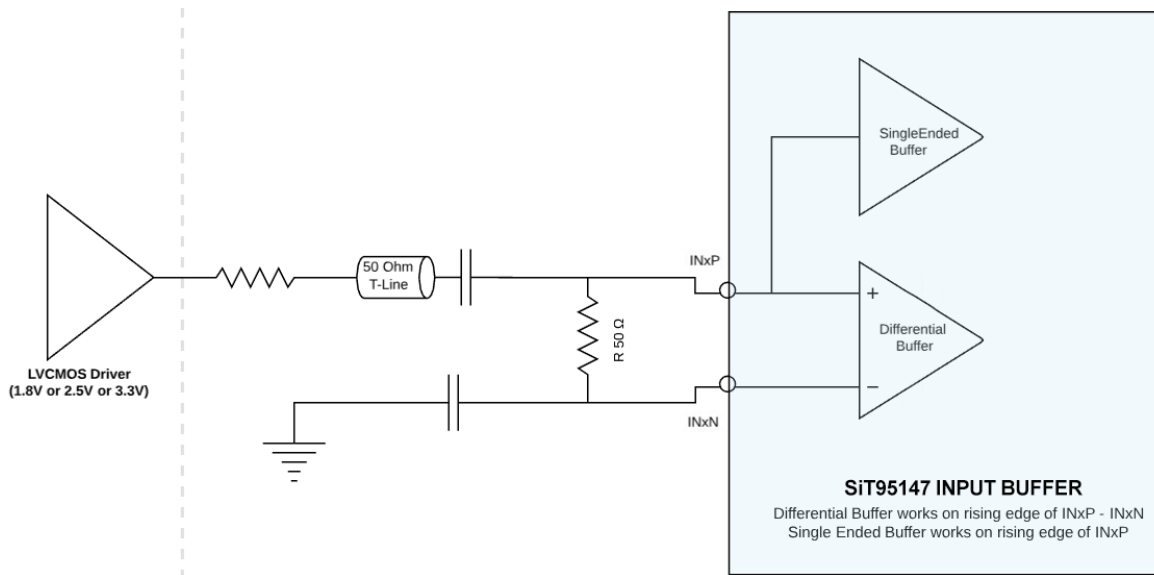 SingleEnded
Buffer
INxP
50 Ohm
T-Line
+
R 50 Ω
Differential
Buffer
LVCMOS Driver
(1.8V or 2.5V or 3.3V)
−
INxN
SiT95147 INPUT BUFFER
Differential Buffer works on rising edge of INxP - INxN
Single Ended Buffer works on rising edge of INxP